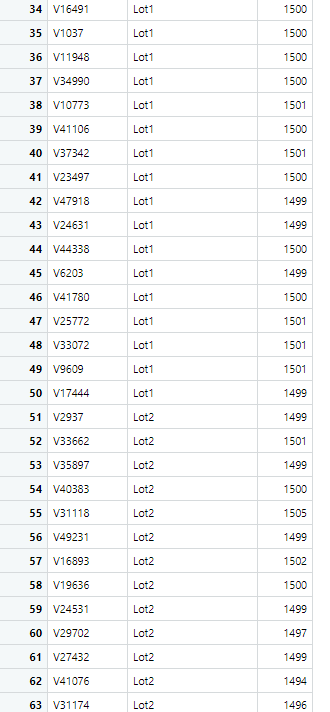 34 V16491 Lot1 1500
35 V1037 Lot1 1500
36 V11948 Lot1 1500
37 V34990 Lot1 1500
38 V10773 Lot1 1501
39 V41106 Lot1 1500
40 V37342 Lot1 1501
41 V23497 Lot1 1500
42 V47918 Lot1 1499
43 V24631 Lot1 1499
44 V44338 Lot1 1500
45 V6203 Lot1 1499
46 V41780 Lot1 1500
47 V25772 Lot1 1501
48 V33072 Lot1 1501
49 V9609 Lot1 1501
50 V17444 Lot1 1499
51 V2937 Lot2 1499
52 V33662 Lot2 1501
53 V35897 Lot2 1499
54 V40383 Lot2 1500
55 V31118 Lot2 1505
56 V49231 Lot2 1499
57 V16893 Lot2 1502
58 V19636 Lot2 1500
59 V24531 Lot2 1499
60 V29702 Lot2 1497
61 V27432 Lot2 1499
62 V41076 Lot2 1494
63 V31174 Lot2 1496